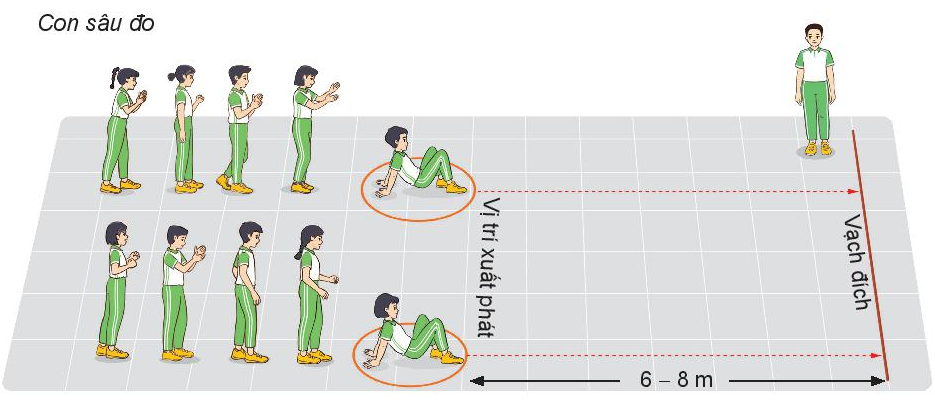 Con sâu đo
Vị trí xuất phát
Vạch đích
6 – 8 m